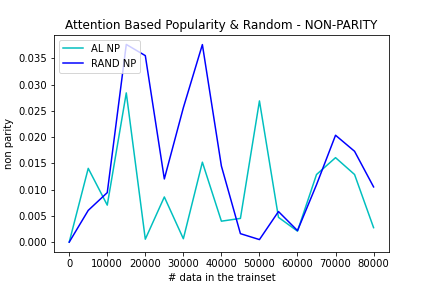 Attention Based Popularity & Random - NON-PARITY
AL NP
RAND NP
non parity
0.035
0.030
0.025
0.020
0.015
0.010
0.005
0.000
0 10000 20000 30000 40000 50000 60000 70000 80000
# data in the trainset